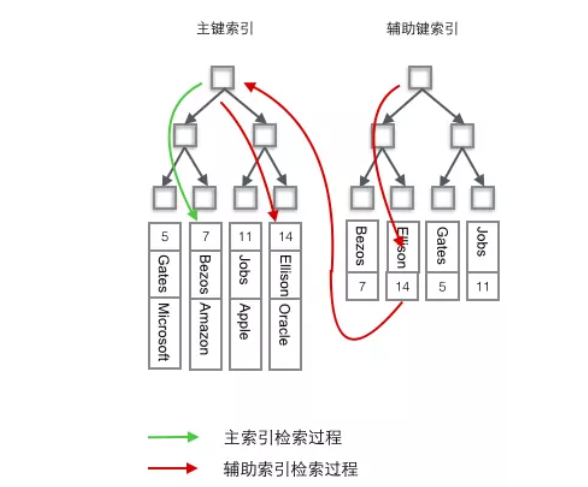 主键索引
辅助键索引
5 7 11 14
Gates Bezos Jobs Ellison
Microsoft Amazon Apple Oracle
Bezos Ellison Gates Jobs
7 14 5 11
主索引检索过程
辅助索引检索过程